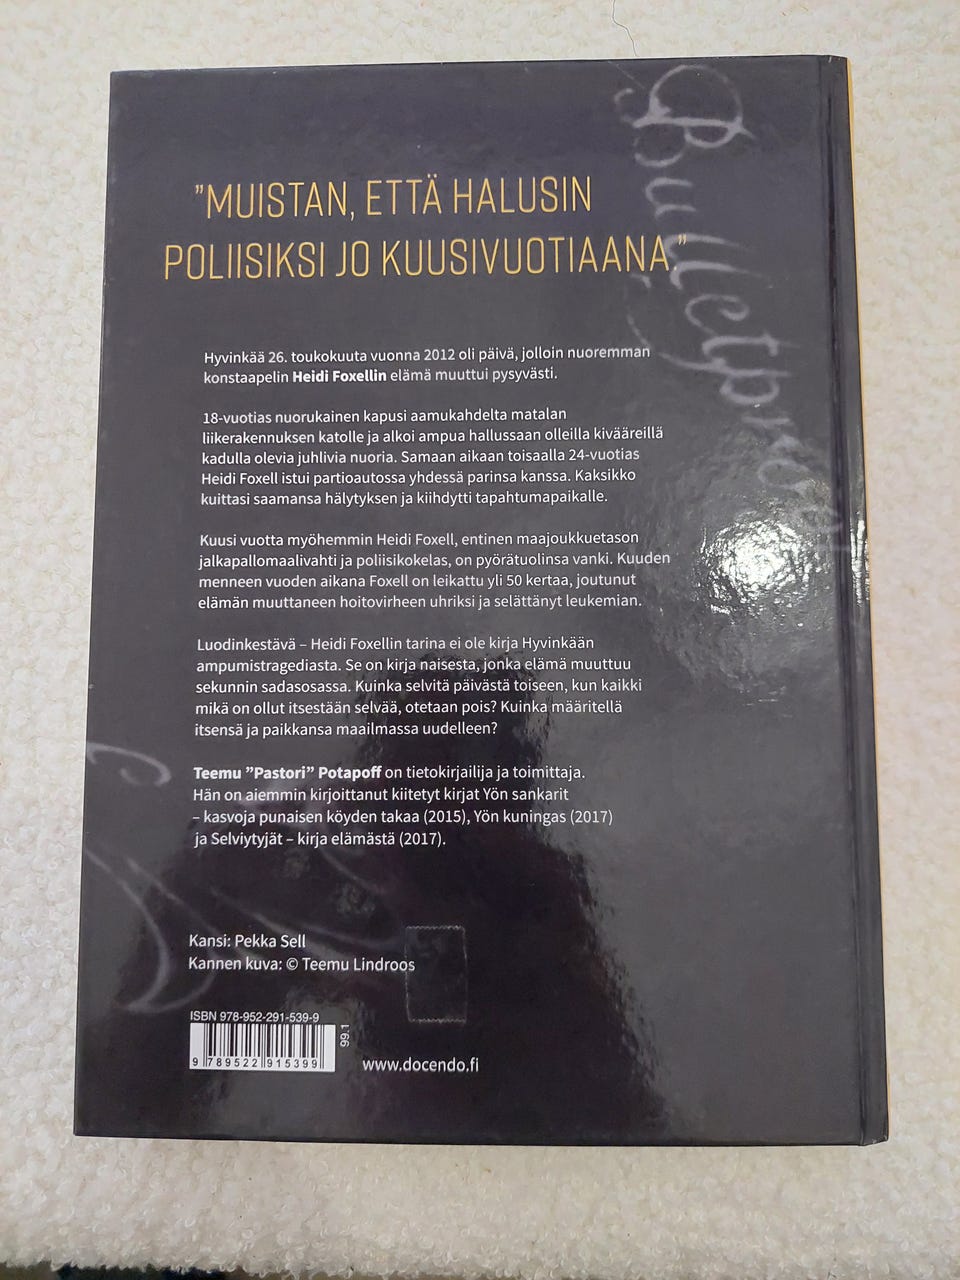 "MUISTAN, ETTÄ HALUSIN
POLIISIKSI JO KUUSIVUOTIAANA."
Bulletproof
Hyvinkää 26. toukokuuta vuonna 2012 oli päivä, jolloin nuoremman
konstaapelin Heidi Foxellin elämä muuttui pysyvästi.
18-vuotias nuorukainen kapusi aamukahdelta matalan
liikerakennuksen katolle ja alkoi ampua hallussaan olleilla kivääreillä
kadulla olevia juhlivia nuoria. Samaan aikaan toisaalla 24-vuotias
Heidi Foxell istui partioautossa yhdessä parinsa kanssa. Kaksikko
kuittasi saamansa hälytyksen ja kiihdytti tapahtumapaikalle.
Kuusi vuotta myöhemmin Heidi Foxell, entinen maajoukkuetason
jalkapallomaalivahti ja poliisikokelas, on pyörätuolinsa vanki. Kuuden
menneen vuoden aikana Foxell on leikattu yli 50 kertaa, joutunut
elämän muuttaneen hoitovirheen uhriksi ja selättänyt leukemian.
Luodinkestävä – Heidi Foxellin tarina ei ole kirja Hyvinkään
ampumistragediasta. Se on kirja naisesta, jonka elämä muuttuu
sekunnin sadasosassa. Kuinka selvitä päivästä toiseen, kun kaikki
mikä on ollut itsestään selvää, otetaan pois? Kuinka määritellä
itsensä ja paikkansa maailmassa uudelleen?
Teemu "Pastori" Potapoff on tietokirjailija ja toimittaja.
Hän on aiemmin kirjoittanut kiitetyt kirjat Yön sankarit
– kasvoja punaisen köyden takaa (2015), Yön kuningas (2017)
ja Selviytyjät – kirja elämästä (2017).
Kansi: Pekka Sell
Kannen kuva: © Teemu Lindroos
ISBN 978-952-291-539-9
99.1
9 789522 915399
www.docendo.fi